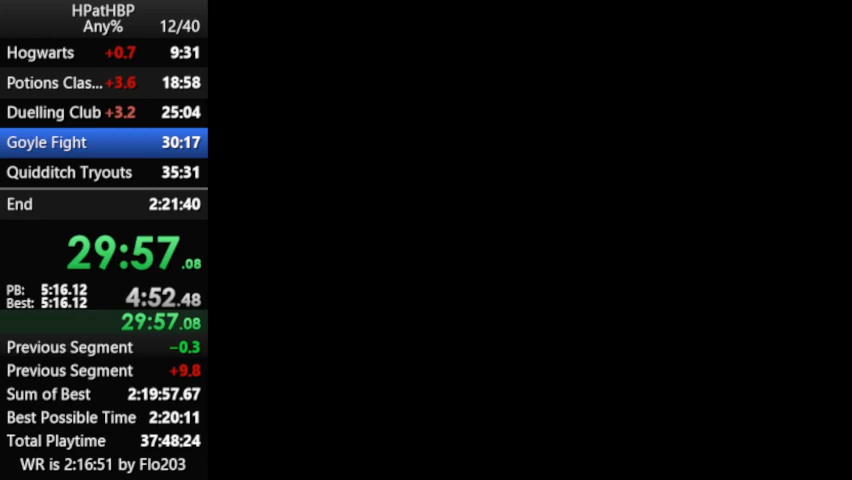 HPatHBP
Any% 12/40
Hogwarts +0.7 9:31
Potions Clas... +3.6 18:58
Duelling Club +3.2 25:04
Goyle Fight 30:17
Quidditch Tryouts 35:31
End 2:21:40
29:57.08
PB: 5:16.12
Best: 5:16.12
4:52.48
29:57.08
Previous Segment −0.3
Previous Segment +9.8
Sum of Best 2:19:57.67
Best Possible Time 2:20:11
Total Playtime 37:48:24
WR is 2:16:51 by Flo203